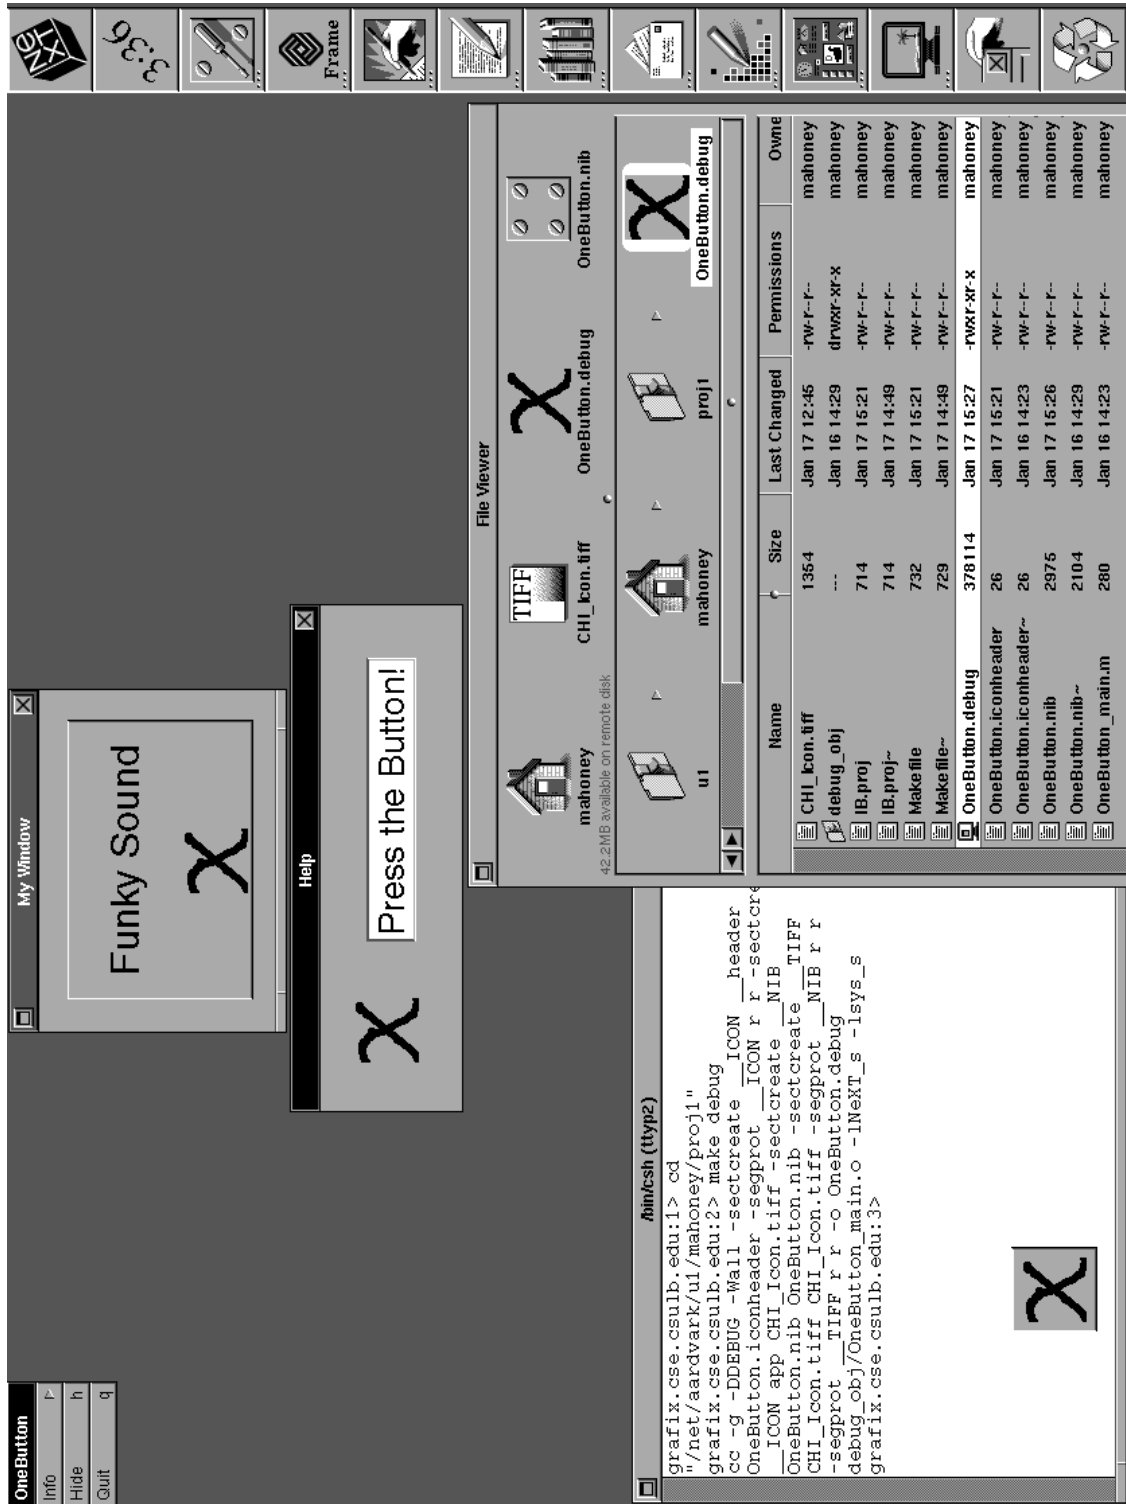 OneButton
Info
Hide h
Quit q
My Window
Funky Sound
Help
Press the Button!
NeXT
3:36
Frame
File Viewer
mahoney CHI_Icon.tiff OneButton.debug OneButton.nib
TIFF
42.2MB available on remote disk
u1 mahoney proj1 OneButton.debug
Name Size Last Changed Permissions Owne
CHI_Icon.tiff 1354 Jan 17 12:45 -rw-r--r-- mahoney
debug_obj --- Jan 16 14:29 drwxr-xr-x mahoney
IB.proj 714 Jan 17 15:21 -rw-r--r-- mahoney
IB.proj~ 714 Jan 17 14:49 -rw-r--r-- mahoney
Makefile 732 Jan 17 15:21 -rw-r--r-- mahoney
Makefile~ 729 Jan 17 14:49 -rw-r--r-- mahoney
OneButton.debug 378114 Jan 17 15:27 -rwxr-xr-x mahoney
OneButton.iconheader 26 Jan 17 15:21 -rw-r--r-- mahoney
OneButton.iconheader~ 26 Jan 16 14:23 -rw-r--r-- mahoney
OneButton.nib 2975 Jan 17 15:26 -rw-r--r-- mahoney
OneButton.nib~ 2104 Jan 16 14:29 -rw-r--r-- mahoney
OneButton_main.m 280 Jan 16 14:23 -rw-r--r-- mahoney
/bin/csh (ttyp2)
grafix.cse.csulb.edu:1> cd
"/net/aardvark/u1/mahoney/proj1"
grafix.cse.csulb.edu:2> make debug
cc -g -DDEBUG -Wall -sectcreate __ICON __header
OneButton.iconheader -segprot __ICON r r -sectcre
__ICON app CHI_Icon.tiff -sectcreate __NIB
OneButton.nib OneButton.nib -sectcreate __TIFF
CHI_Icon.tiff CHI_Icon.tiff -segprot __NIB r r
-segprot __TIFF r r -o OneButton.debug
debug_obj/OneButton_main.o -lNeXT_s -lsys_s
grafix.cse.csulb.edu:3>